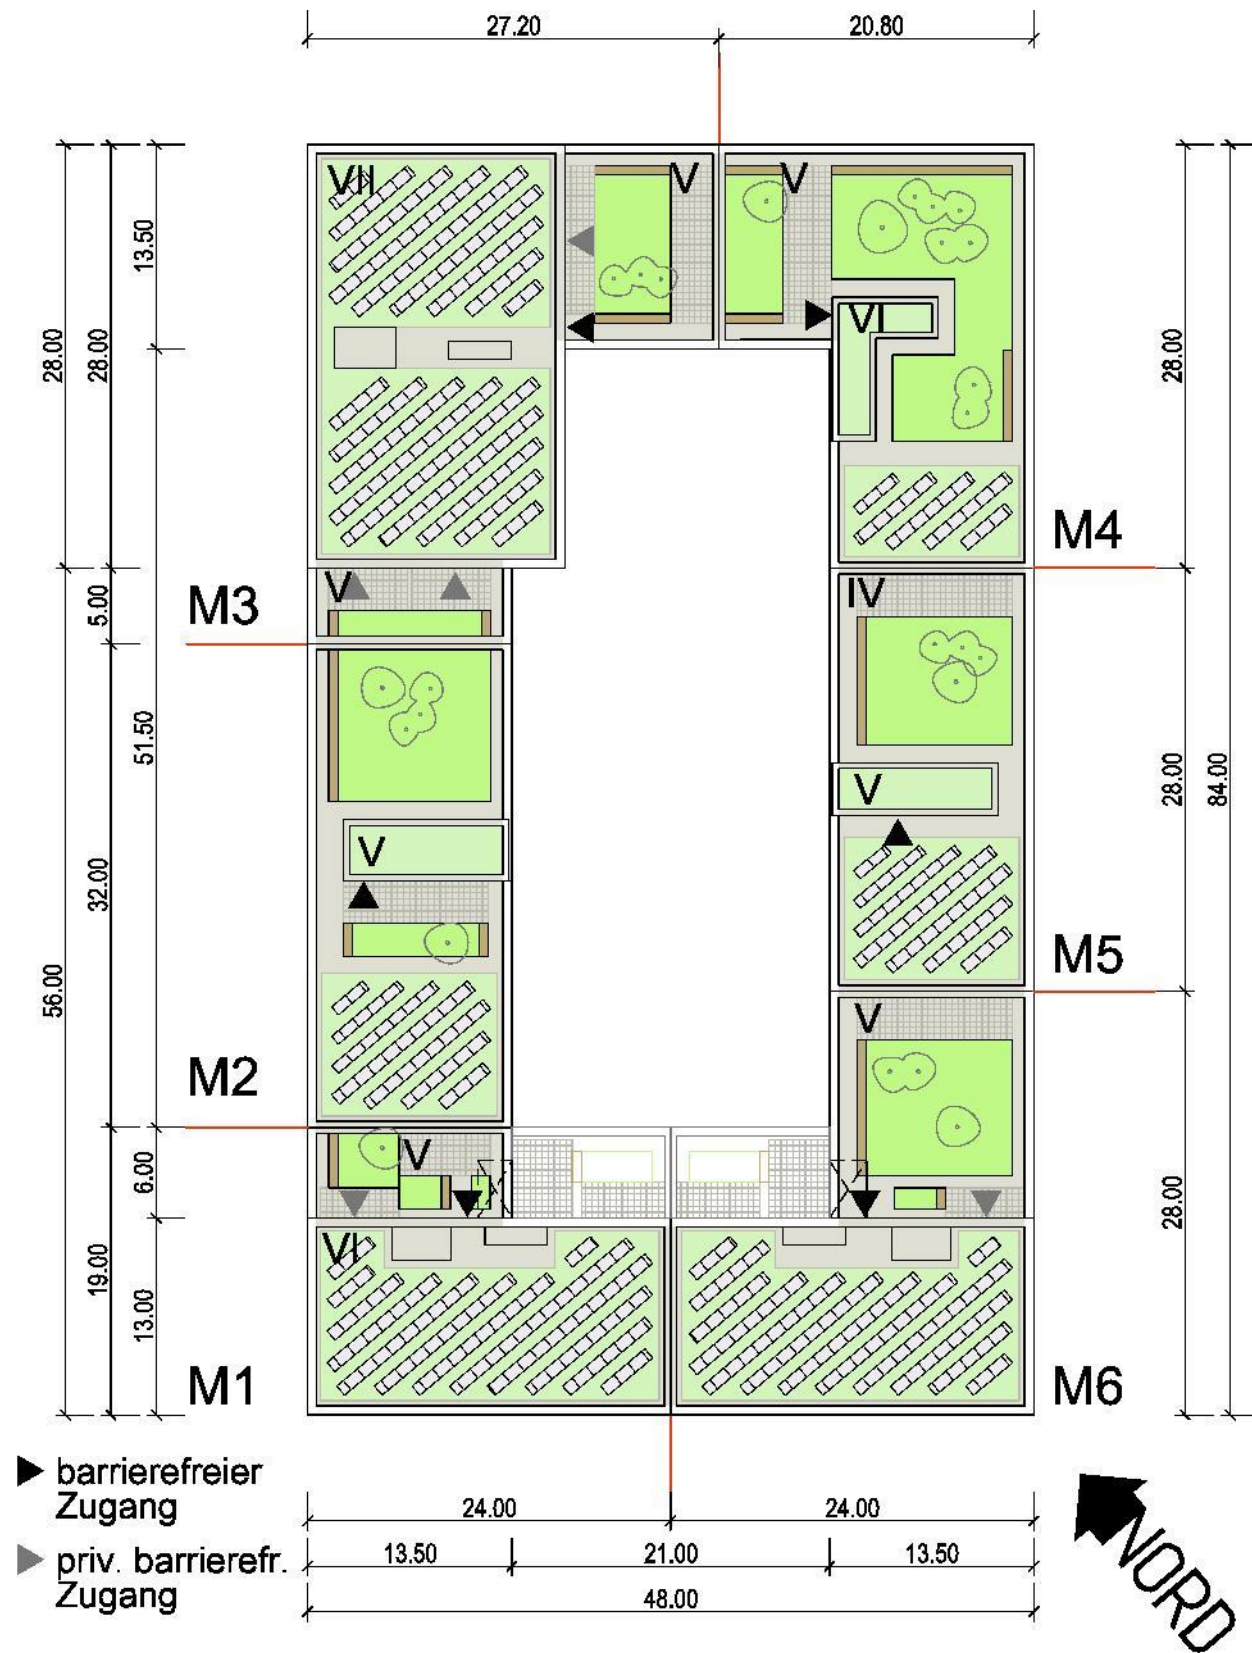 27.20
20.80
VII
V
V
13.50
VI
28.00
28.00
28.00
M4
V
IV
M3
5.00
51.50
V
28.00
84.00
V
32.00
M5
56.00
V
M2
V
6.00
28.00
19.00
VI
13.00
M1
M6
barrierefreier
Zugang
priv. barrierefr.
Zugang
24.00
24.00
13.50
21.00
13.50
48.00
NORD